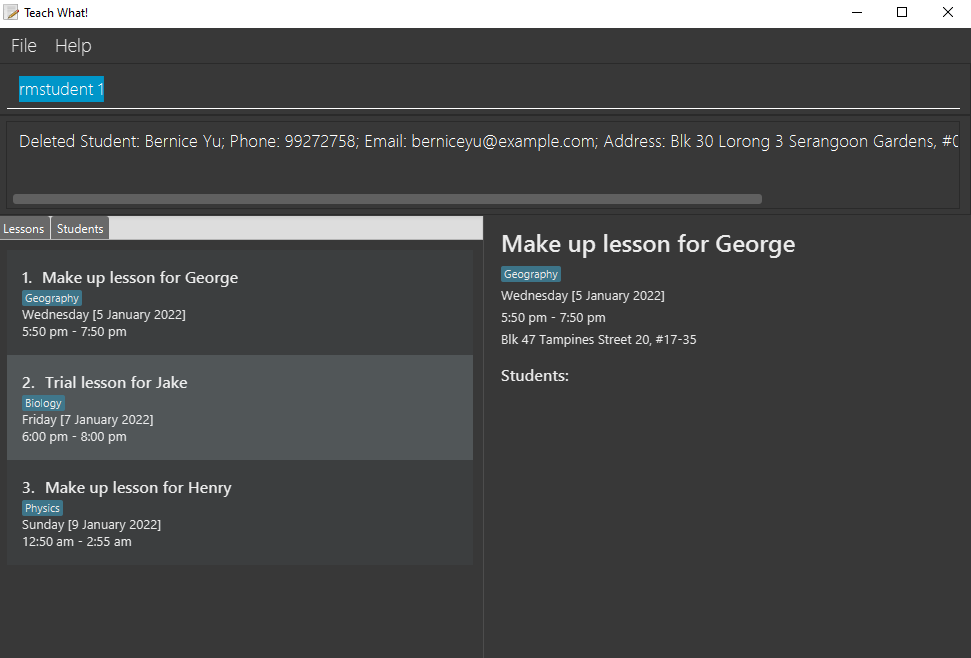 Teach What!
File Help
rmstudent 1
Deleted Student: Bernice Yu; Phone: 99272758; Email: berniceyu@example.com; Address: Blk 30 Lorong 3 Serangoon Gardens,
Lessons Students
1. Make up lesson for George
Geography
Wednesday [5 January 2022]
5:50 pm - 7:50 pm
2. Trial lesson for Jake
Biology
Friday [7 January 2022]
6:00 pm - 8:00 pm
3. Make up lesson for Henry
Physics
Sunday [9 January 2022]
12:50 am - 2:55 am
Make up lesson for George
Geography
Wednesday [5 January 2022]
5:50 pm - 7:50 pm
Blk 47 Tampines Street 20, #17-35
Students: